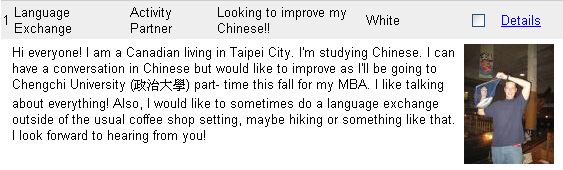 1 Language Exchange Activity Partner Looking to improve my Chinese!! White Details
Hi everyone! I am a Canadian living in Taipei City. I'm studying Chinese. I can
have a conversation in Chinese but would like to improve as I'll be going to
Chengchi University (政治大學) part- time this fall for my MBA. I like talking
about everything! Also, I would like to sometimes do a language exchange
outside of the usual coffee shop setting, maybe hiking or something like that.
I look forward to hearing from you!